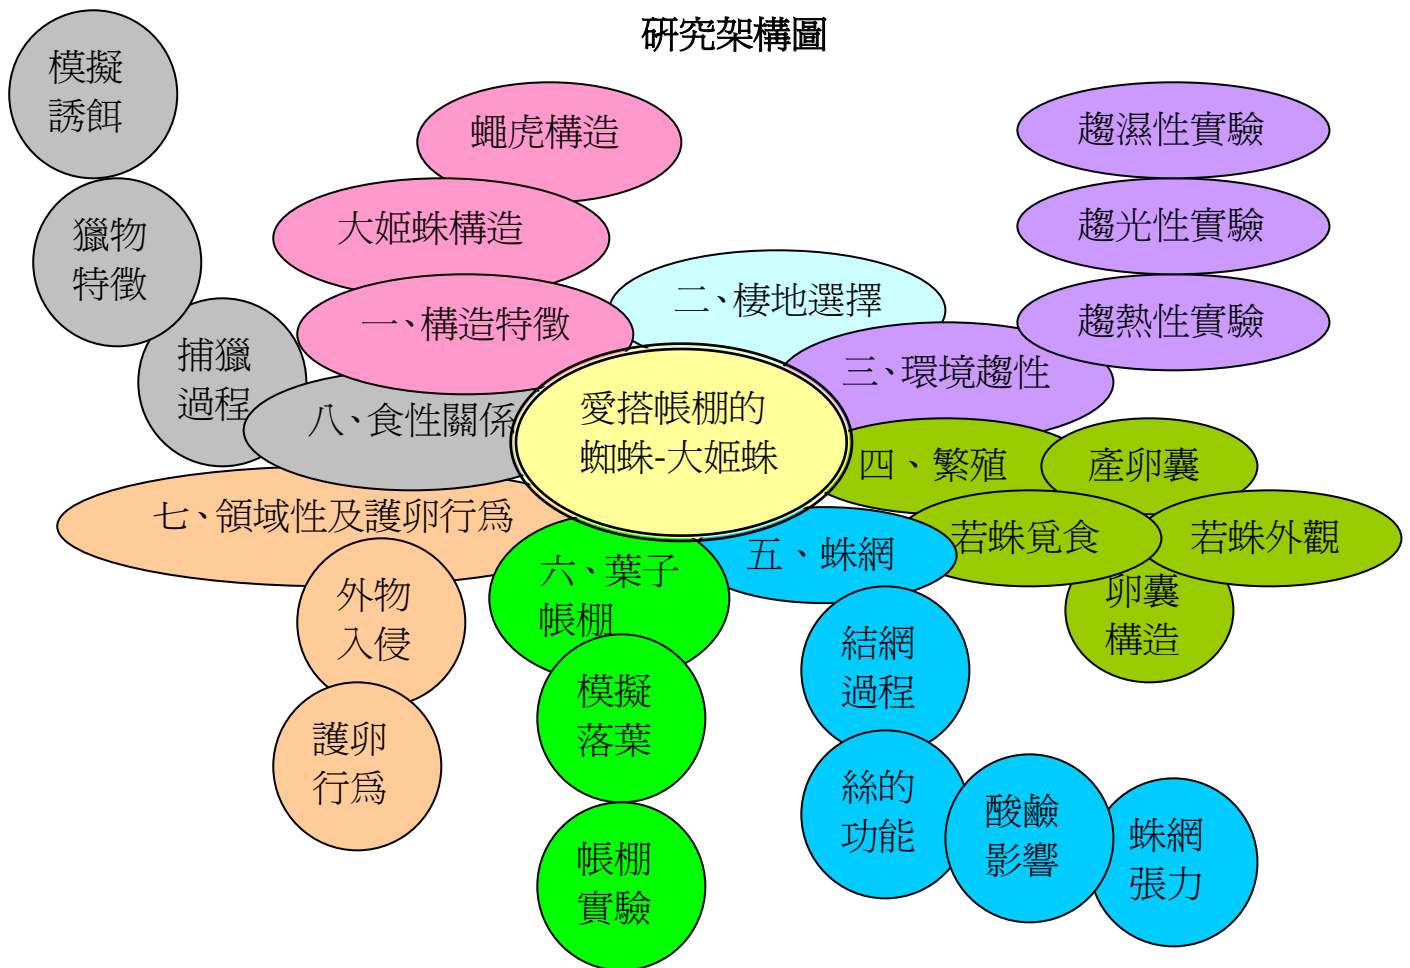 研究架構圖
模擬
誘餌
獵物
特徵
捕獵
過程
八、食性關係
蠅虎構造
大姬蛛構造
一、構造特徵
二、棲地選擇
趨濕性實驗
趨光性實驗
趨熱性實驗
三、環境趨性
愛搭帳棚的
蜘蛛-大姬蛛
四、繁殖
產卵囊
若蛛覓食
若蛛外觀
卵囊
構造
五、蛛網
結網
過程
絲的
功能
酸鹼
影響
蛛網
張力
六、葉子
帳棚
模擬
落葉
帳棚
實驗
七、領域性及護卵行為
外物
入侵
護卵
行為